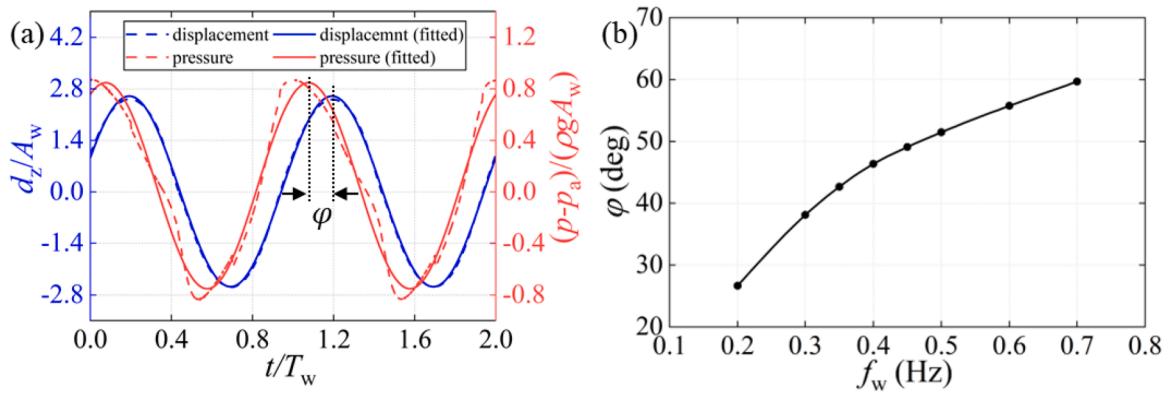 (a)
displacement
displacemnt (fitted)
pressure
pressure (fitted)
4.2
2.8
1.4
0.0
-1.4
-2.8
d_z/A_w
1.2
0.8
0.4
0.0
-0.4
-0.8
(p-p_a)/(ρgA_w)
φ
0.0 0.4 0.8 1.2 1.6 2.0
t/T_w
(b)
70
60
50
40
30
20
φ (deg)
0.1 0.2 0.3 0.4 0.5 0.6 0.7 0.8
f_w (Hz)